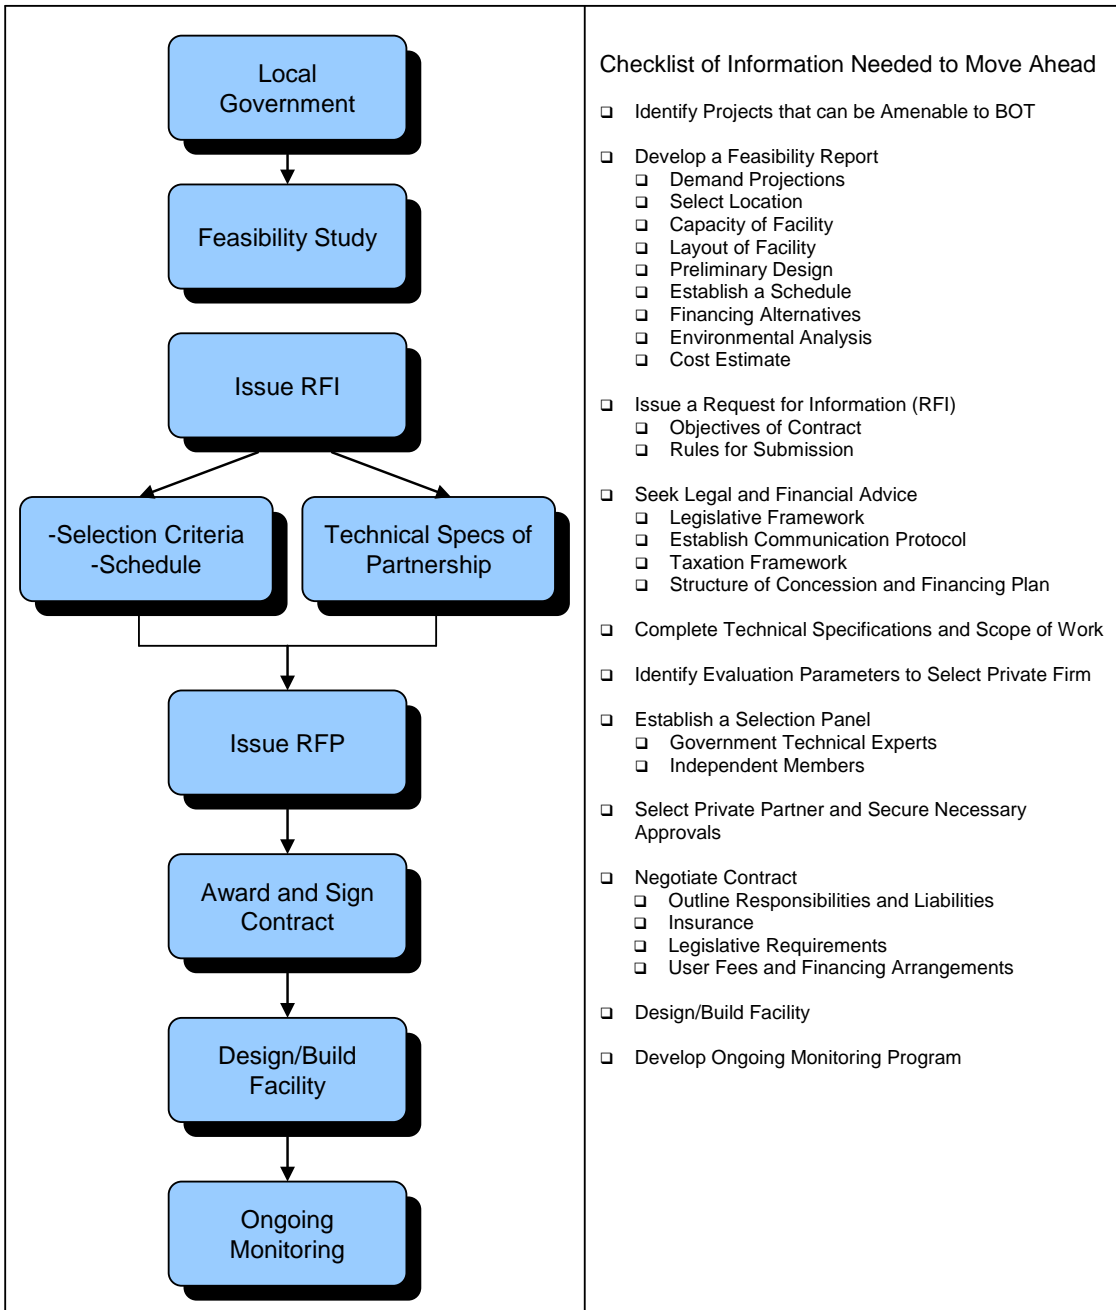 Local
Government
Feasibility Study
Issue RFI
-Selection Criteria
-Schedule
Technical Specs of
Partnership
Issue RFP
Award and Sign
Contract
Design/Build
Facility
Ongoing
Monitoring
Checklist of Information Needed to Move Ahead
❑ Identify Projects that can be Amenable to BOT
❑ Develop a Feasibility Report
❑ Demand Projections
❑ Select Location
❑ Capacity of Facility
❑ Layout of Facility
❑ Preliminary Design
❑ Establish a Schedule
❑ Financing Alternatives
❑ Environmental Analysis
❑ Cost Estimate
❑ Issue a Request for Information (RFI)
❑ Objectives of Contract
❑ Rules for Submission
❑ Seek Legal and Financial Advice
❑ Legislative Framework
❑ Establish Communication Protocol
❑ Taxation Framework
❑ Structure of Concession and Financing Plan
❑ Complete Technical Specifications and Scope of Work
❑ Identify Evaluation Parameters to Select Private Firm
❑ Establish a Selection Panel
❑ Government Technical Experts
❑ Independent Members
❑ Select Private Partner and Secure Necessary
Approvals
❑ Negotiate Contract
❑ Outline Responsibilities and Liabilities
❑ Insurance
❑ Legislative Requirements
❑ User Fees and Financing Arrangements
❑ Design/Build Facility
❑ Develop Ongoing Monitoring Program